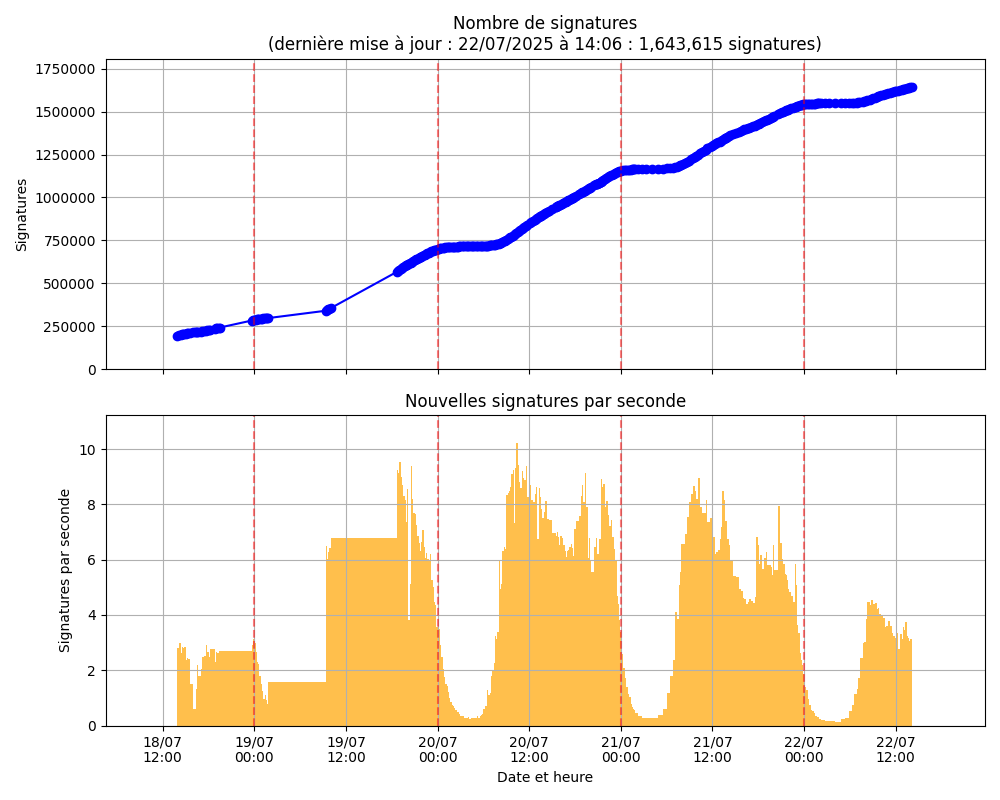 Nombre de signatures
(dernière mise à jour : 22/07/2025 à 14:06 : 1,643,615 signatures)
1750000
1500000
1250000
1000000
750000
500000
250000
0
Signatures
Nouvelles signatures par seconde
10
8
6
4
2
0
Signatures par seconde
18/07 19/07 19/07 20/07 20/07 21/07 21/07 22/07 22/07
12:00 00:00 12:00 00:00 12:00 00:00 12:00 00:00 12:00
Date et heure